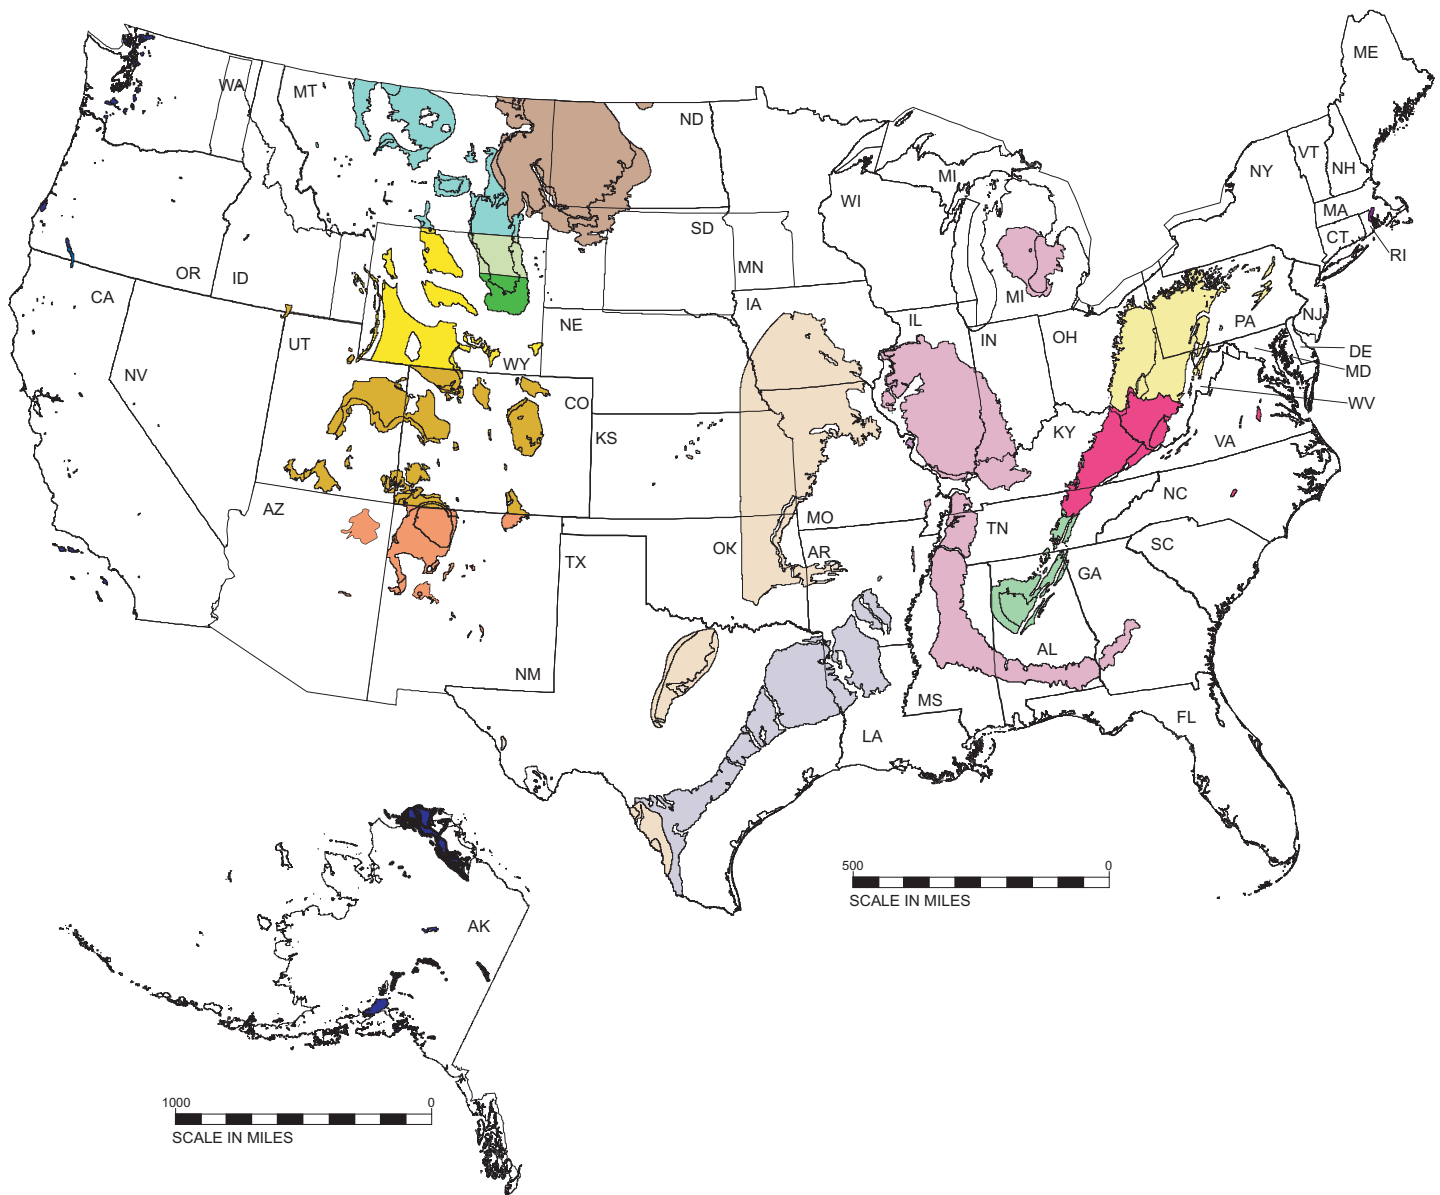 ME
WA
MT
ND
VT
NH
NY
MI
WI
MA
CT
RI
SD
MN
OR
ID
CA
IA
MI
NJ
PA
IL
IN
OH
NE
UT
WY
DE
MD
NV
CO
WV
KS
KY
VA
AZ
NC
MO
TN
OK
AR
SC
TX
GA
AL
NM
MS
FL
LA
500 0
SCALE IN MILES
AK
1000 0
SCALE IN MILES